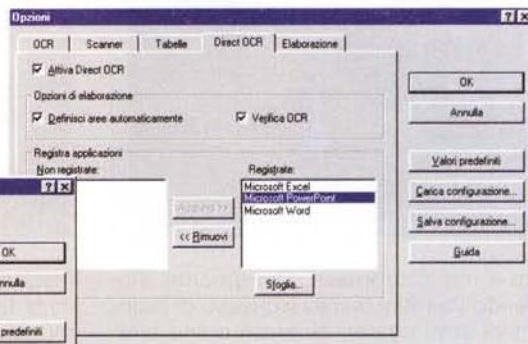 Opzioni
OCR Scanner Tabelle Direct OCR Elaborazione
Attiva Direct OCR
Opzioni di elaborazione
Definisci aree automaticamente Verifica OCR
Registra applicazioni
Non registrate: Registrate:
Microsoft Excel
Microsoft PowerPoint
Microsoft Word
<< Rimuovi
Sfoglia...
OK
Annulla
Valori predefiniti
Carica configurazione...
Salva configurazione...
Guida
OK
nnulla
predefiniti